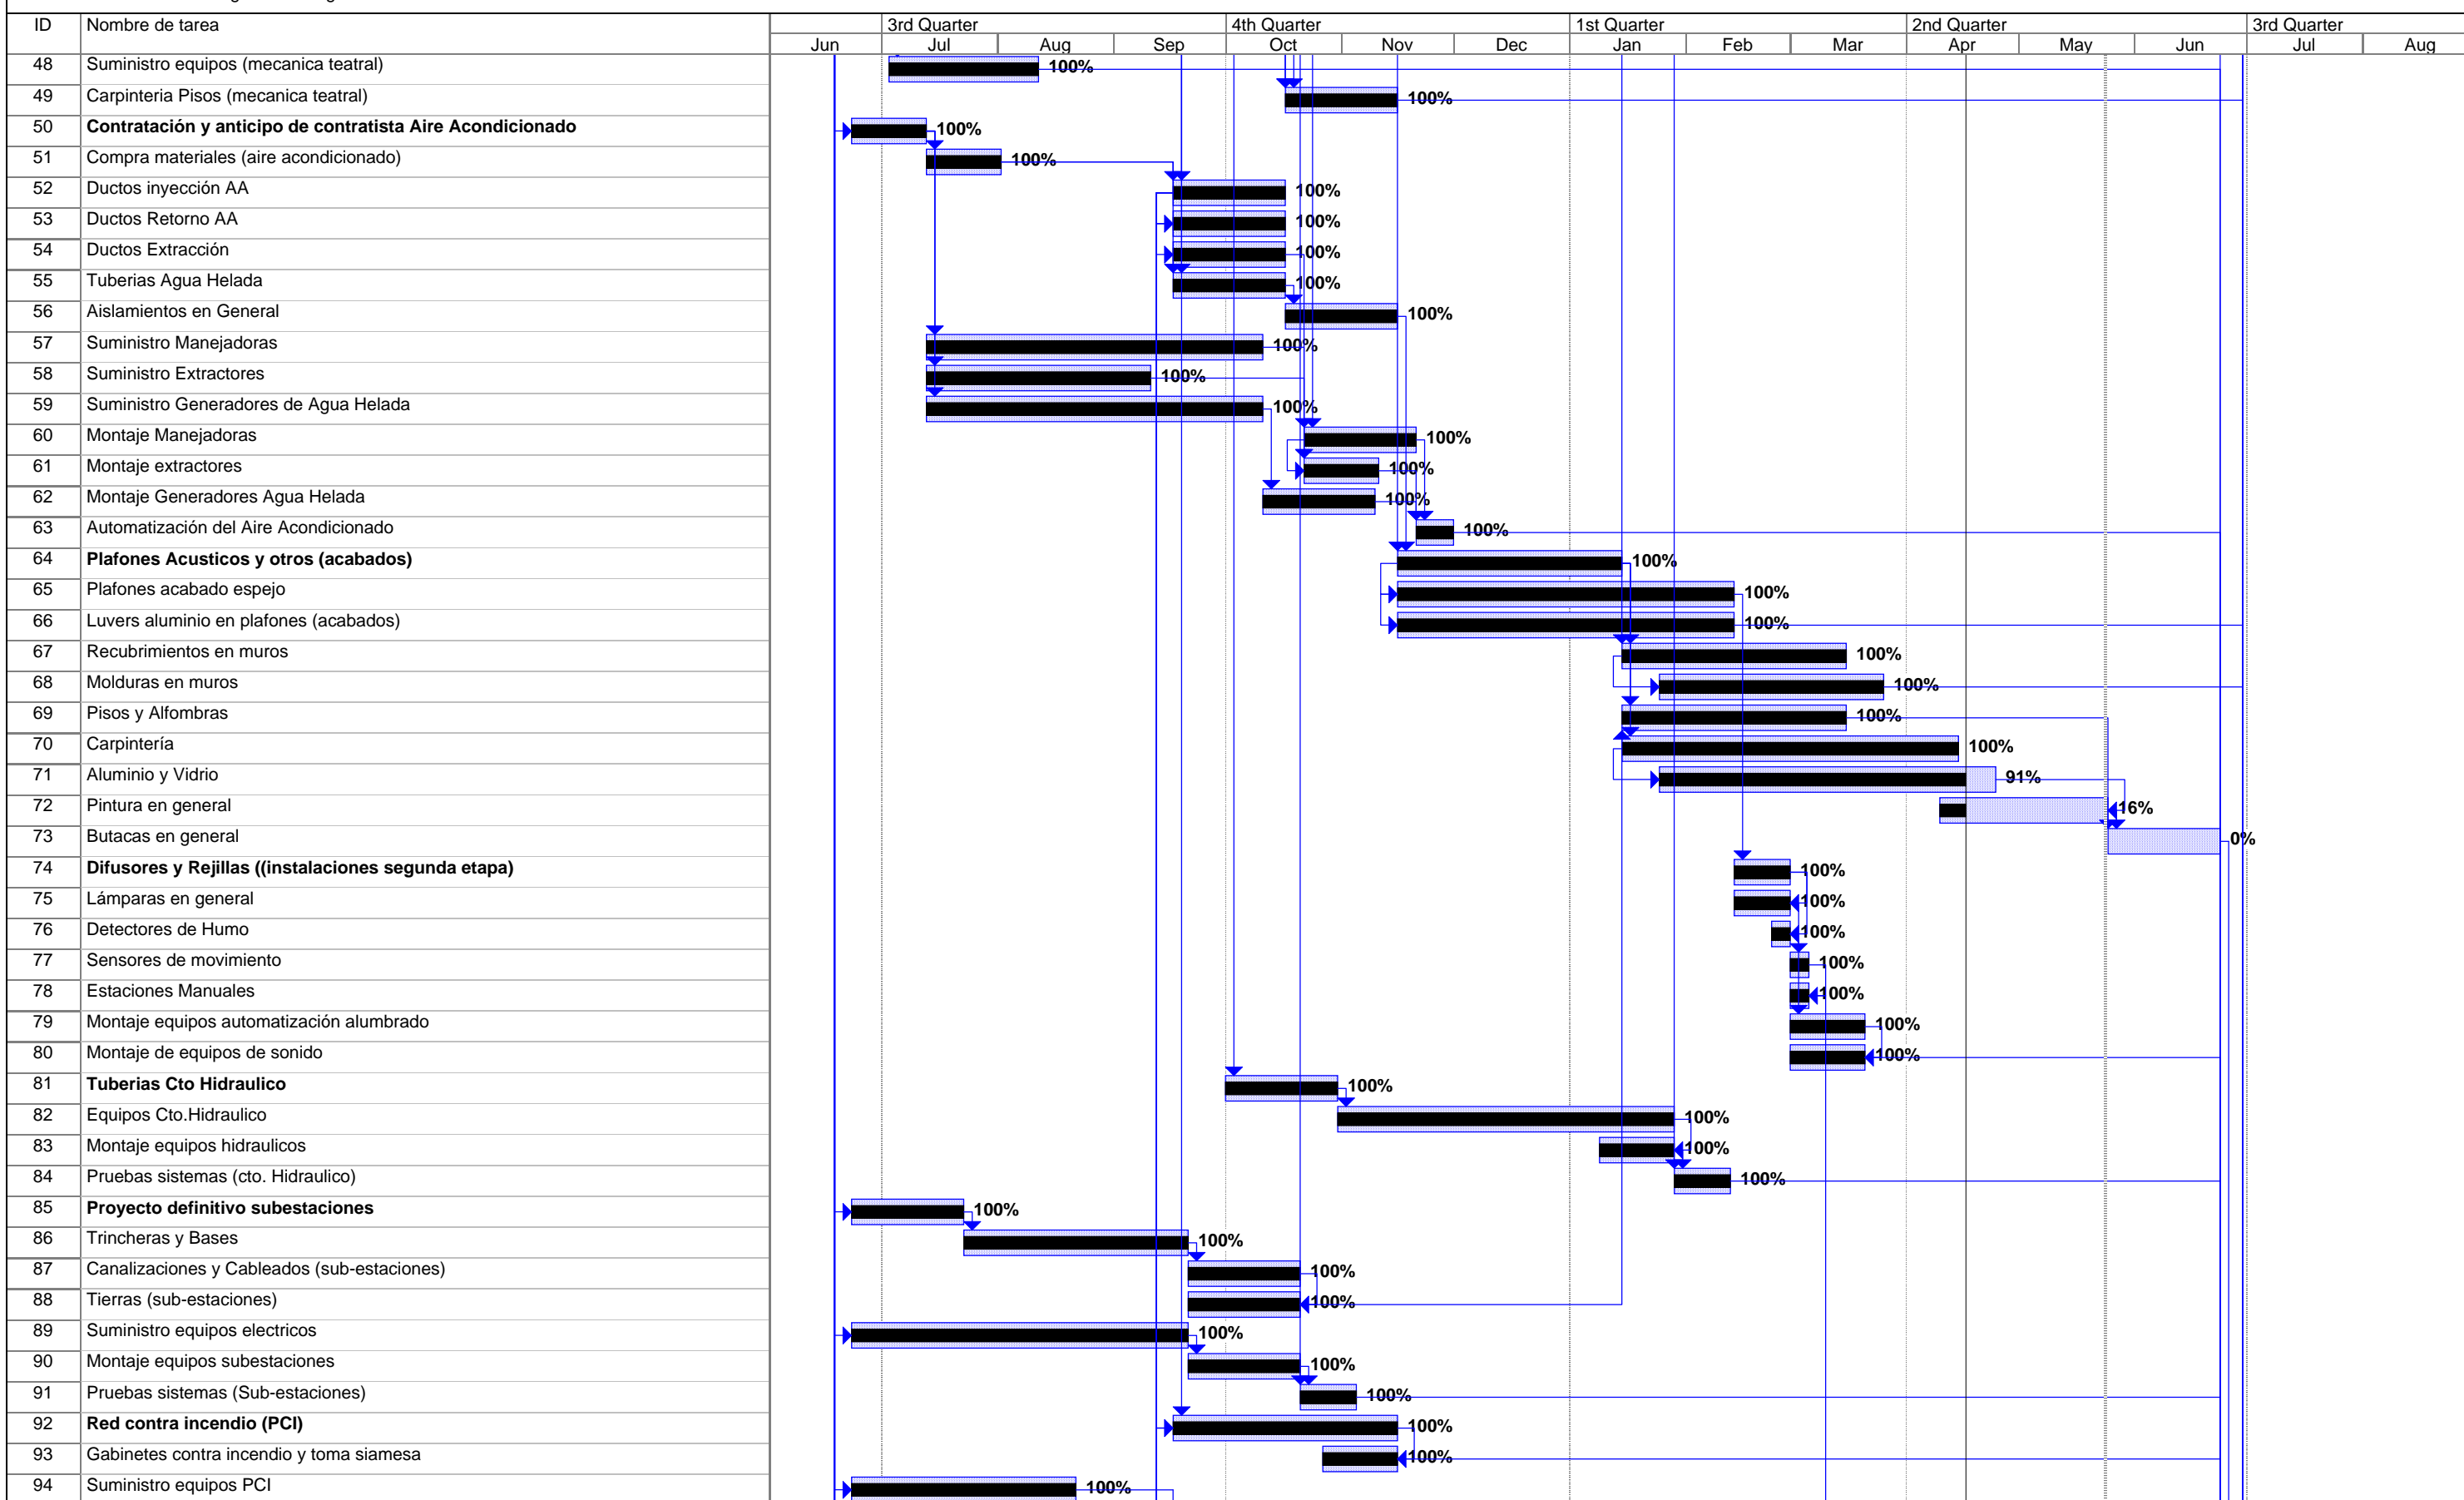 ID Nombre de tarea 3rd Quarter 4th Quarter 1st Quarter 2nd Quarter 3rd Quarter
Jun Jul Aug Sep Oct Nov Dec Jan Feb Mar Apr May Jun Jul Aug
48 Suministro equipos (mecanica teatral) 100%
49 Carpinteria Pisos (mecanica teatral) 100%
50 Contratación y anticipo de contratista Aire Acondicionado 100%
51 Compra materiales (aire acondicionado) 100%
52 Ductos inyección AA 100%
53 Ductos Retorno AA 100%
54 Ductos Extracción 100%
55 Tuberias Agua Helada 100%
56 Aislamientos en General 100%
57 Suministro Manejadoras 100%
58 Suministro Extractores 100%
59 Suministro Generadores de Agua Helada 100%
60 Montaje Manejadoras 100%
61 Montaje extractores 100%
62 Montaje Generadores Agua Helada 100%
63 Automatización del Aire Acondicionado 100%
64 Plafones Acusticos y otros (acabados) 100%
65 Plafones acabado espejo 100%
66 Luvers aluminio en plafones (acabados) 100%
67 Recubrimientos en muros 100%
68 Molduras en muros 100%
69 Pisos y Alfombras 100%
70 Carpintería 100%
71 Aluminio y Vidrio 91%
72 Pintura en general 16%
73 Butacas en general 0%
74 Difusores y Rejillas ((instalaciones segunda etapa) 100%
75 Lámparas en general 100%
76 Detectores de Humo 100%
77 Sensores de movimiento 100%
78 Estaciones Manuales 100%
79 Montaje equipos automatización alumbrado 100%
80 Montaje de equipos de sonido 100%
81 Tuberias Cto Hidraulico 100%
82 Equipos Cto.Hidraulico 100%
83 Montaje equipos hidraulicos 100%
84 Pruebas sistemas (cto. Hidraulico) 100%
85 Proyecto definitivo subestaciones 100%
86 Trincheras y Bases 100%
87 Canalizaciones y Cableados (sub-estaciones) 100%
88 Tierras (sub-estaciones) 100%
89 Suministro equipos electricos 100%
90 Montaje equipos subestaciones 100%
91 Pruebas sistemas (Sub-estaciones) 100%
92 Red contra incendio (PCI) 100%
93 Gabinetes contra incendio y toma siamesa 100%
94 Suministro equipos PCI 100%